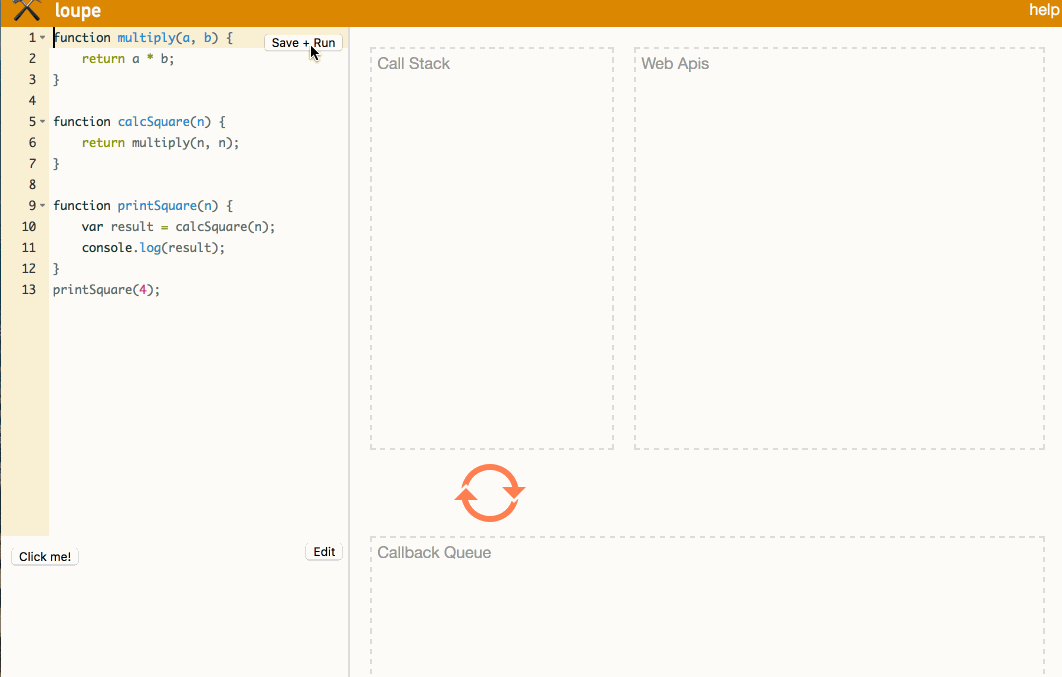 loupe
help
1 function multiply(a, b) {
Save + Run
2     return a * b;
3 }
4
5 function calcSquare(n) {
6     return multiply(n, n);
7 }
8
9 function printSquare(n) {
10     var result = calcSquare(n);
11     console.log(result);
12 }
13 printSquare(4);
Click me!
Edit
Call Stack
Web Apis
Callback Queue